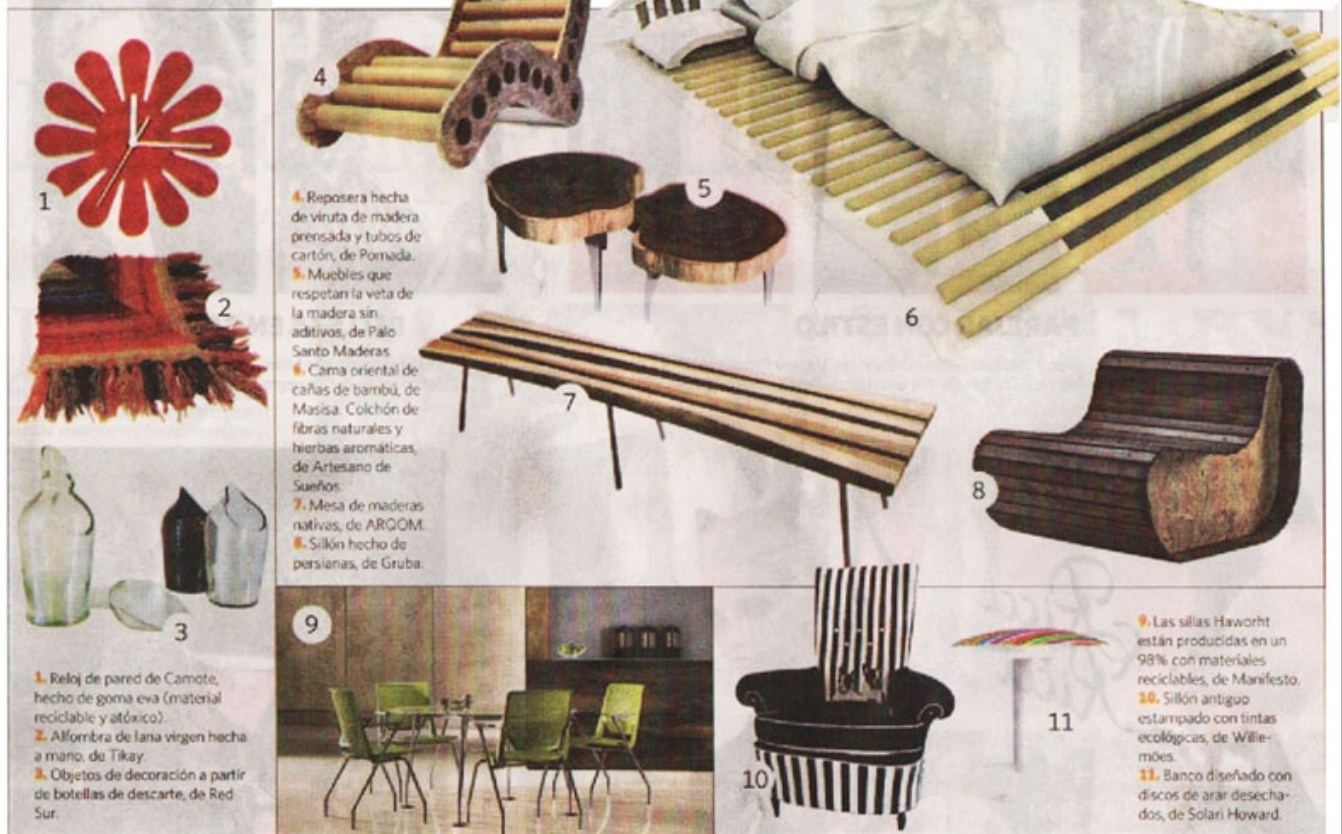 1
2
3
4
5
6
7
8
9
10
11
4. Reposera hecha
de viruta de madera
prensada y tubos de
cartón, de Pomada.
5. Muebles que
respetan la veta de
la madera sin
aditivos, de Palo
Santo Maderas.
6. Cama oriental de
cañas de bambú, de
Masisa. Colchón de
fibras naturales y
hierbas aromáticas,
de Artesano de
Sueños.
7. Mesa de maderas
nativas, de ARQOM.
8. Sillón hecho de
persianas, de Gruba.
1. Reloj de pared de Camote,
hecho de goma eva (material
reciclable y atóxico).
2. Alfombra de lana virgen hecha
a mano, de Tikay.
3. Objetos de decoración a partir
de botellas de descarte, de Red
Sur.
9. Las sillas Haworht
están producidas en un
98% con materiales
reciclables, de Manifesto.
10. Sillón antiguo
estampado con tintas
ecológicas, de Wille-
móes.
11. Banco diseñado con
discos de arar desecha-
dos, de Solari Howard.